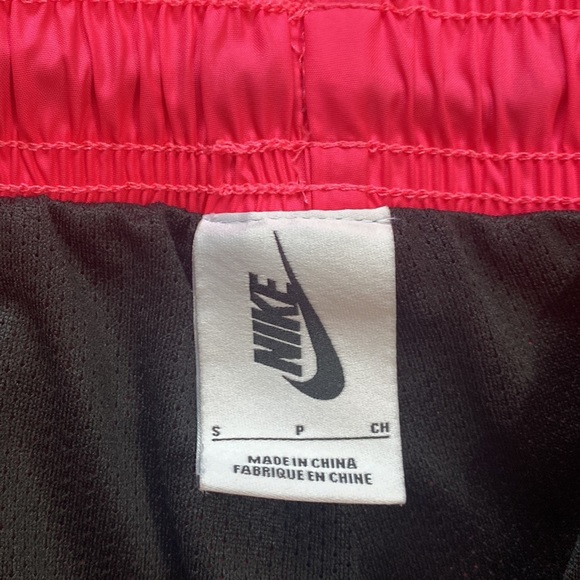 NIKE
S P CH
MADE IN CHINA
FABRIQUE EN CHINE